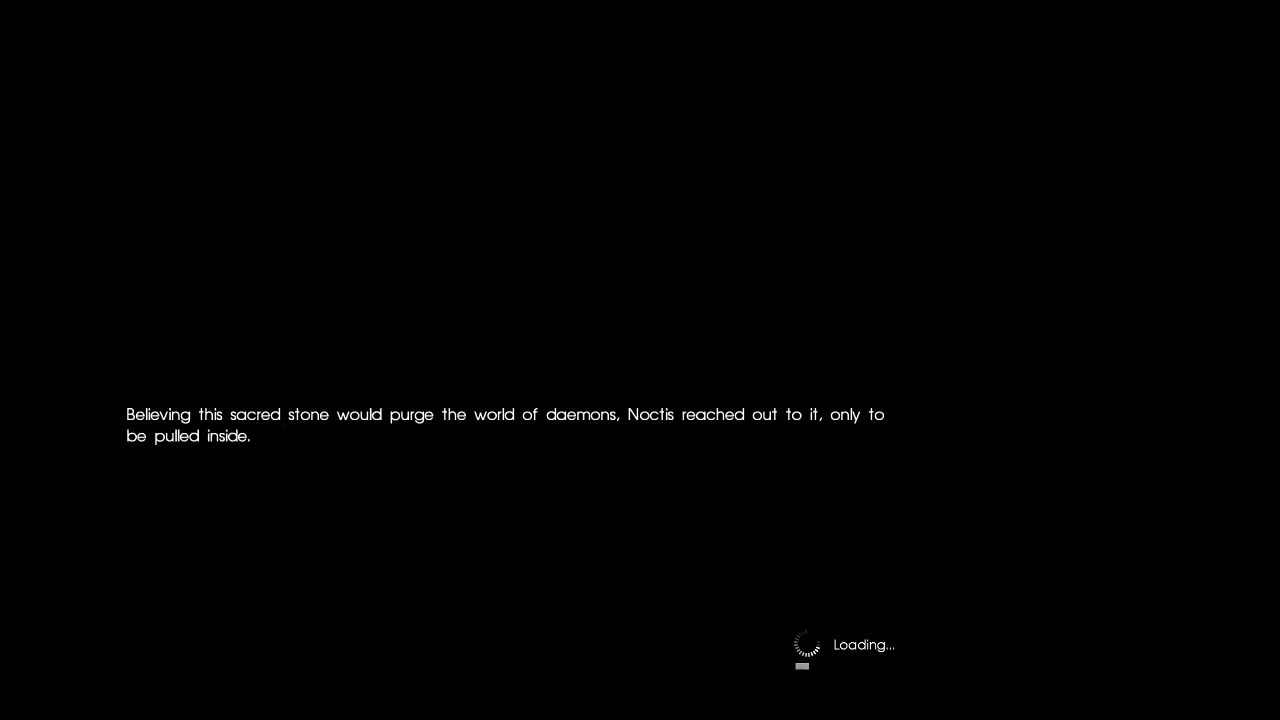 Believing this sacred stone would purge the world of daemons, Noctis reached out to it, only to
be pulled inside.
Loading...